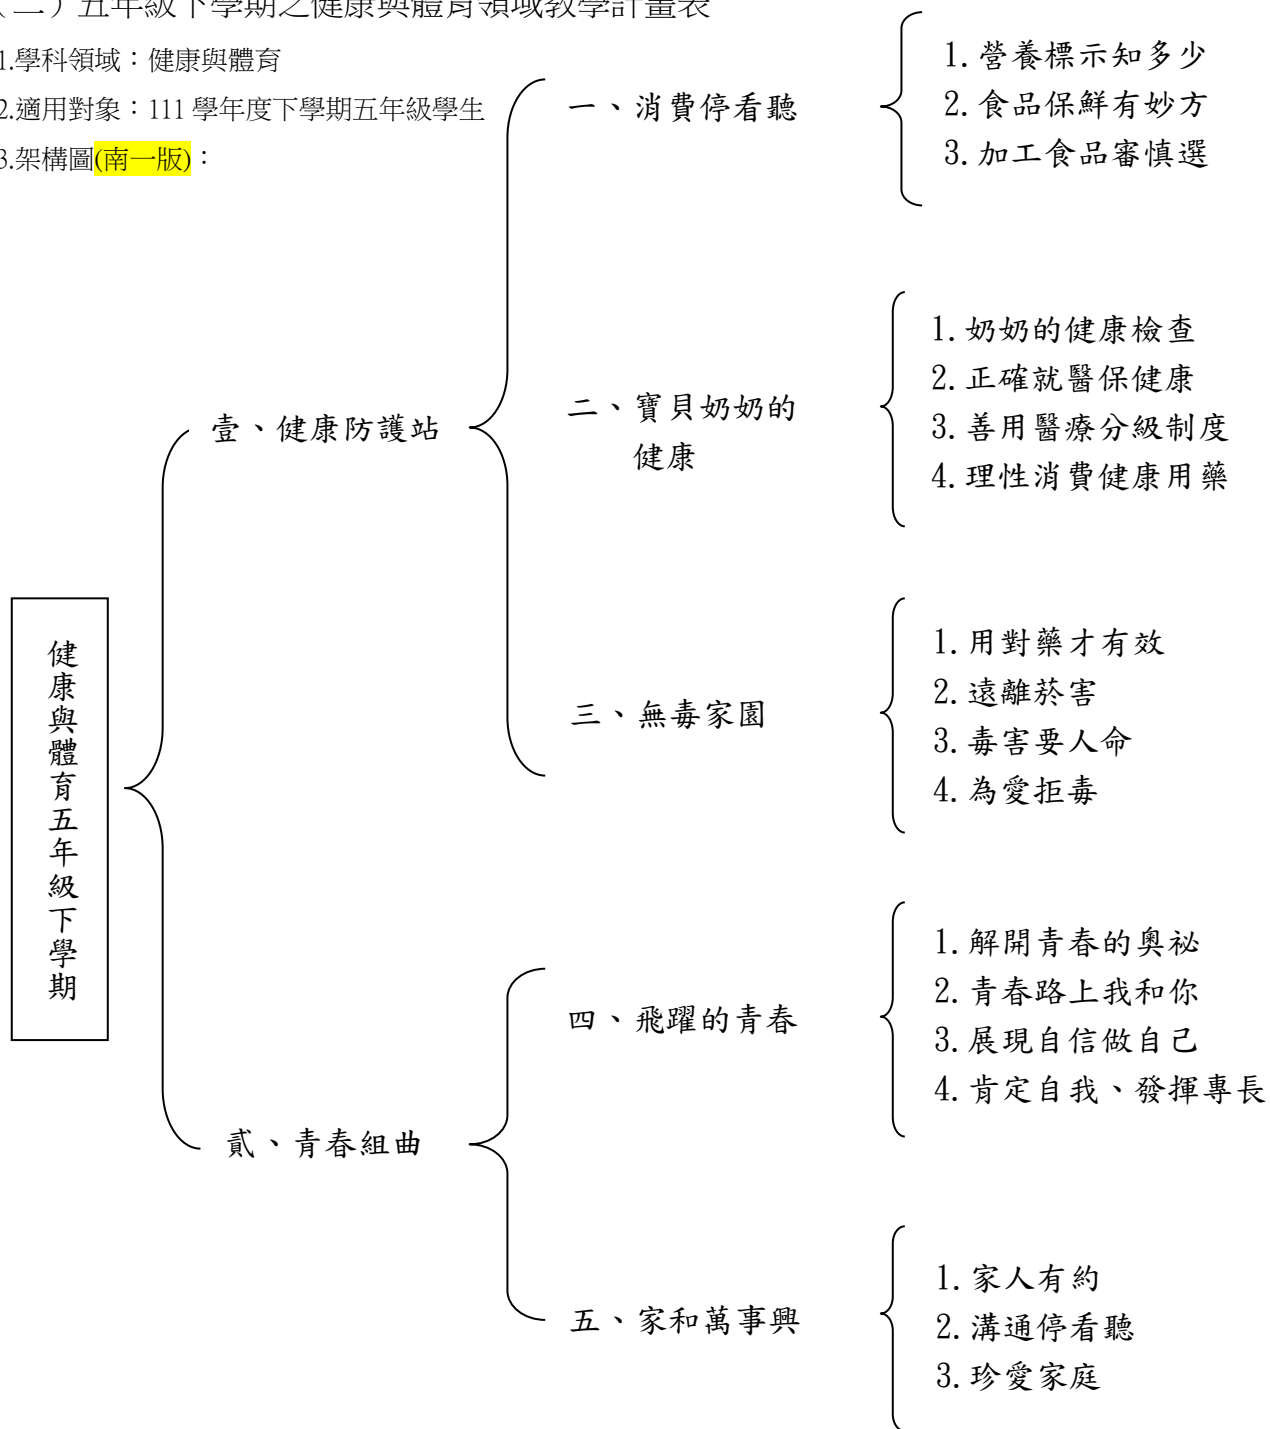 （二）五年級下學期之健康與體育領域教學計畫表
1.學科領域：健康與體育
2.適用對象：111 學年度下學期五年級學生
3.架構圖(南一版)：
健康與體育五年級下學期
壹、健康防護站
一、消費停看聽
1.營養標示知多少
2.食品保鮮有妙方
3.加工食品審慎選
二、寶貝奶奶的
健康
1.奶奶的健康檢查
2.正確就醫保健康
3.善用醫療分級制度
4.理性消費健康用藥
三、無毒家園
1.用對藥才有效
2.遠離菸害
3.毒害要人命
4.為愛拒毒
貳、青春組曲
四、飛躍的青春
1.解開青春的奧祕
2.青春路上我和你
3.展現自信做自己
4.肯定自我、發揮專長
五、家和萬事興
1.家人有約
2.溝通停看聽
3.珍愛家庭